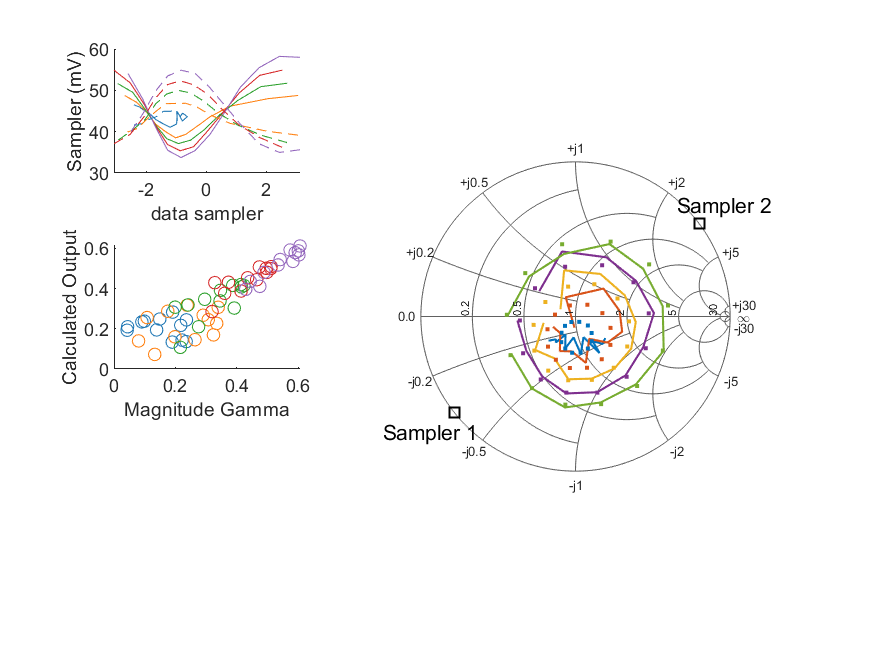 60
50
40
30
Sampler (mV)
-2 0 2
data sampler
0.6
0.4
0.2
0
Calculated Output
0 0.2 0.4 0.6
Magnitude Gamma
+j1
+j0.5
+j2
Sampler 2
+j0.2
+j5
0.0
0.2
0.5
1
2
5
30
+j30
∞
-j30
-j0.2
-j5
Sampler 1
-j0.5
-j2
-j1